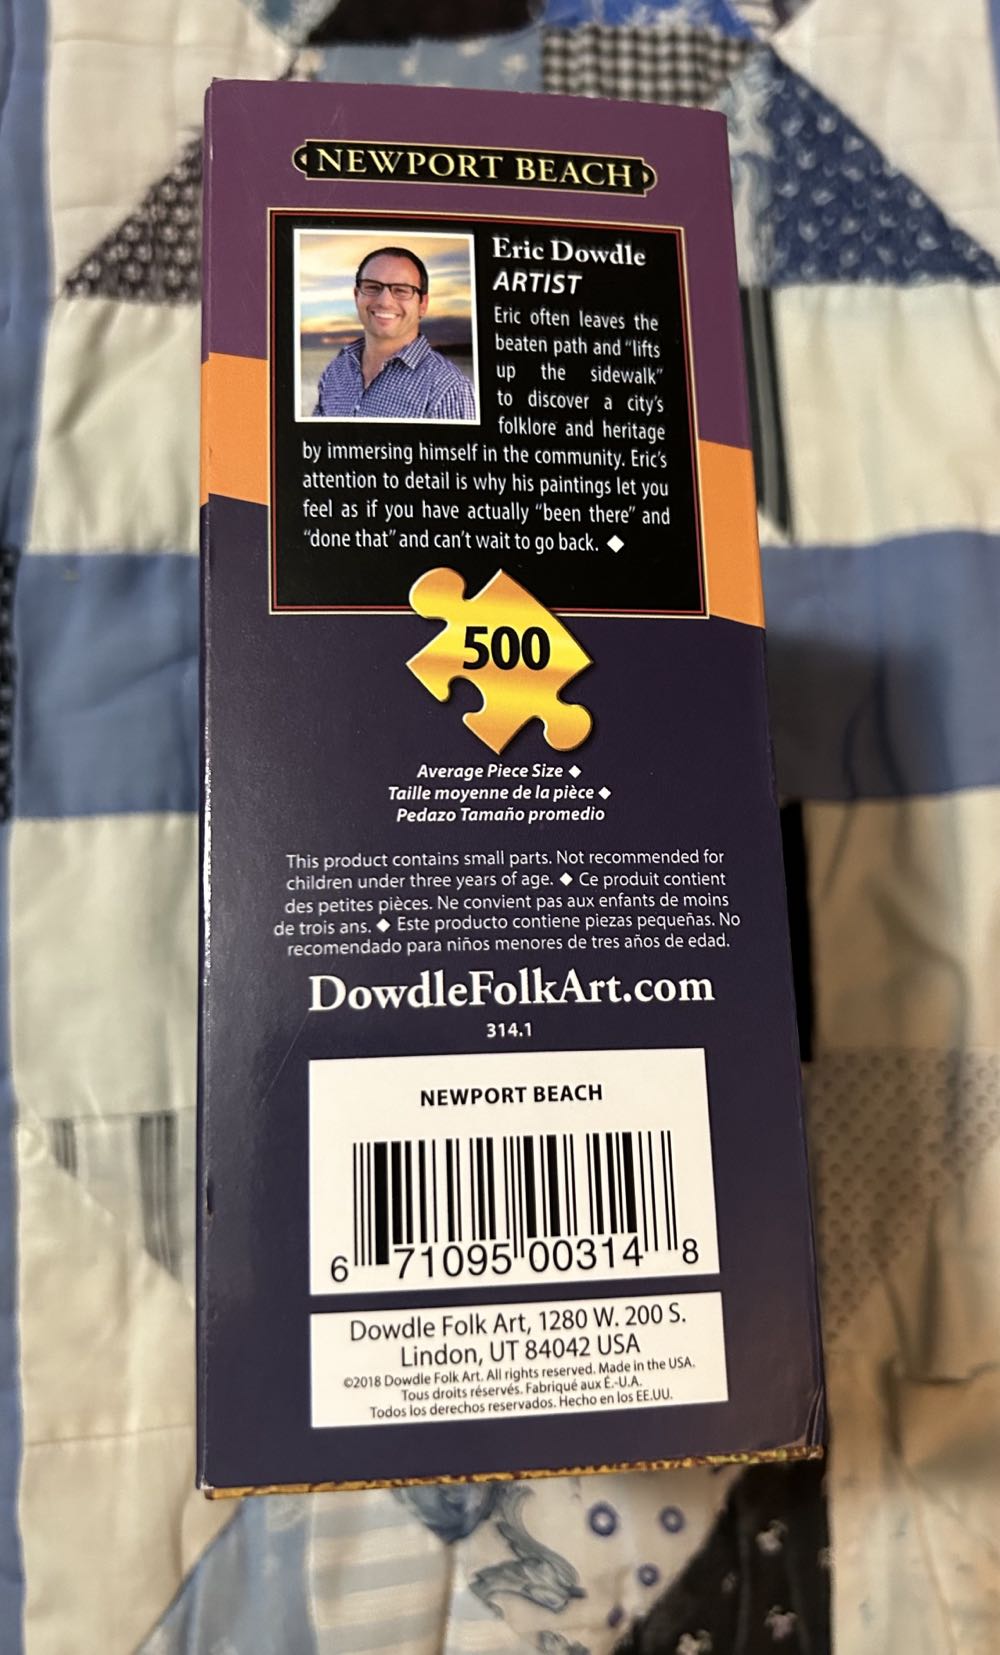 NEWPORT BEACH
Eric Dowdle
ARTIST
Eric often leaves the
beaten path and "lifts
up the sidewalk"
to discover a city's
folklore and heritage
by immersing himself in the community. Eric's
attention to detail is why his paintings let you
feel as if you have actually "been there" and
"done that" and can't wait to go back. ◆
500
Average Piece Size ◆
Taille moyenne de la pièce ◆
Pedazo Tamaño promedio
This product contains small parts. Not recommended for
children under three years of age. ◆ Ce produit contient
des petites pièces. Ne convient pas aux enfants de moins
de trois ans. ◆ Este producto contiene piezas pequeñas. No
recomendado para niños menores de tres años de edad.
DowdleFolkArt.com
314.1
NEWPORT BEACH
6 71095 00314 8
Dowdle Folk Art, 1280 W. 200 S.
Lindon, UT 84042 USA
©2018 Dowdle Folk Art. All rights reserved. Made in the USA.
Tous droits réservés. Fabriqué aux É.-U.A.
Todos los derechos reservados. Hecho en los EE.UU.